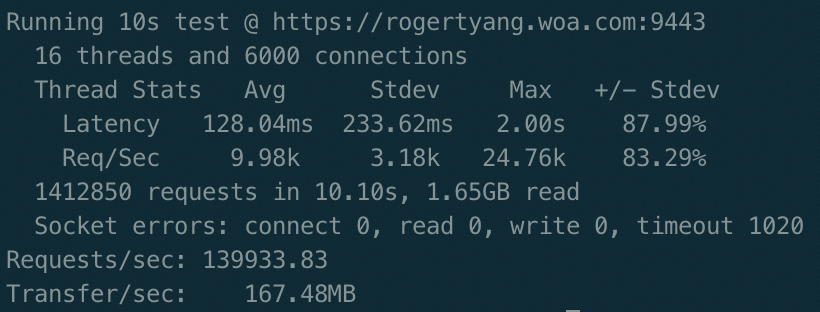 Running 10s test @ https://rogertyang.woa.com:9443
16 threads and 6000 connections
Thread Stats Avg Stdev Max +/- Stdev
Latency 128.04ms 233.62ms 2.00s 87.99%
Req/Sec 9.98k 3.18k 24.76k 83.29%
1412850 requests in 10.10s, 1.65GB read
Socket errors: connect 0, read 0, write 0, timeout 1020
Requests/sec: 139933.83
Transfer/sec: 167.48MB